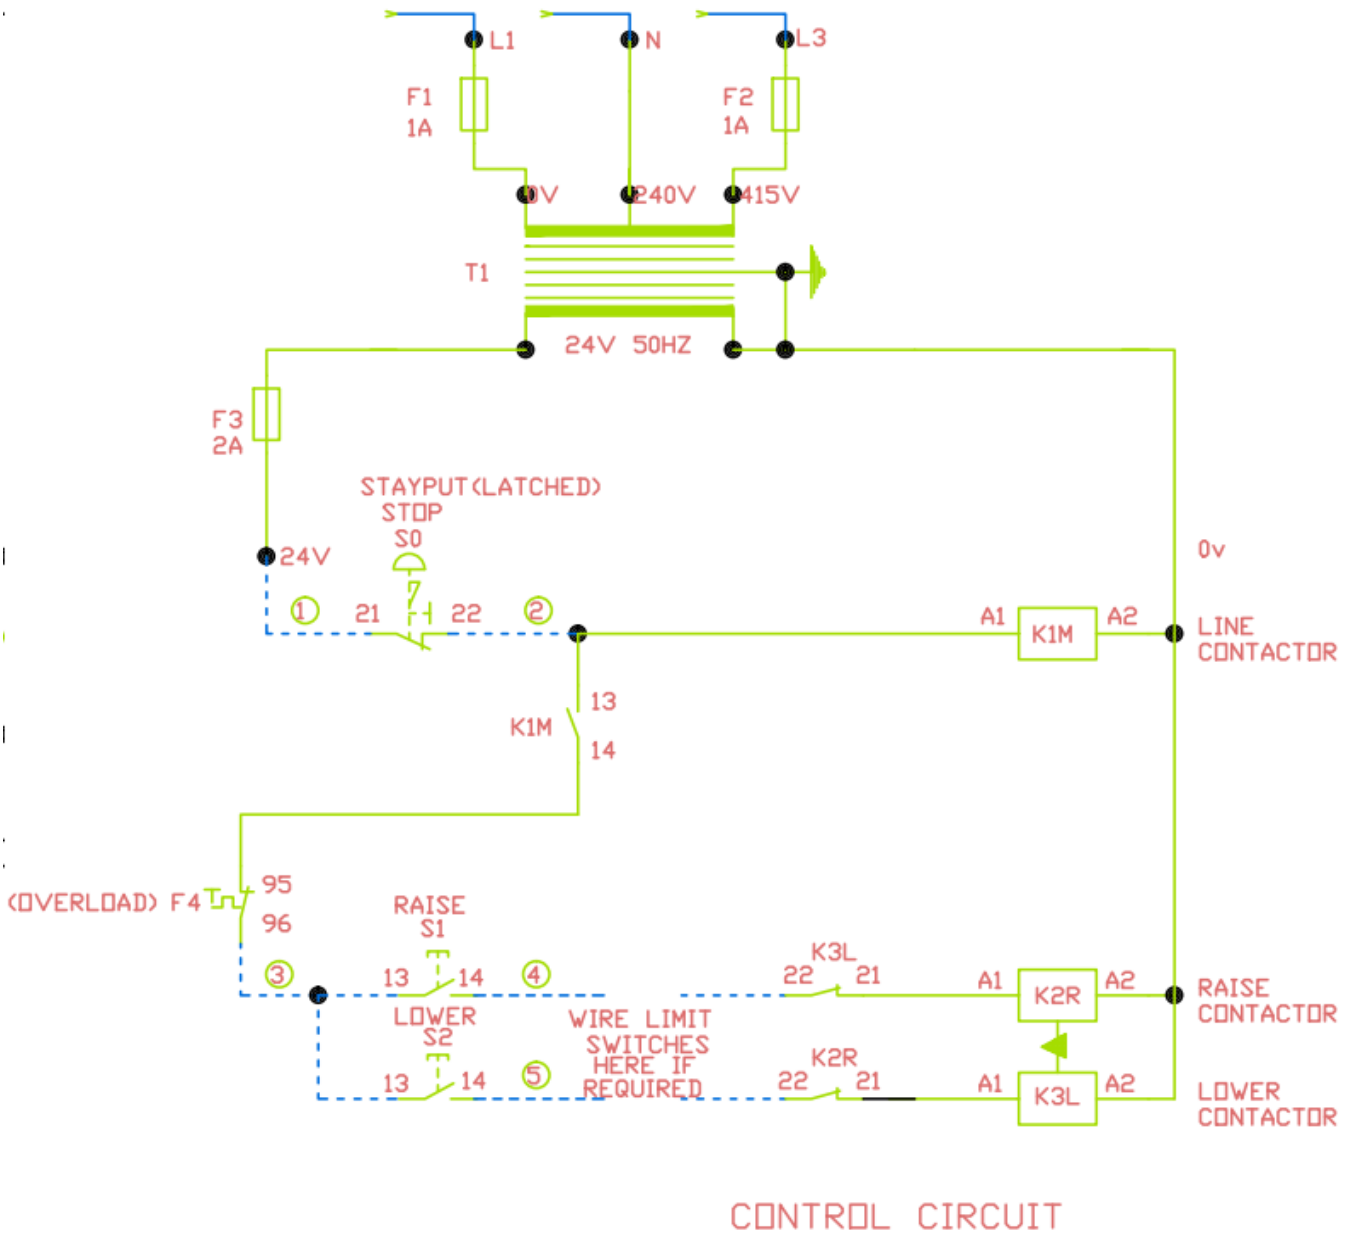 L1
N
L3
F1
1A
F2
1A
0V
240V
415V
T1
24V 50HZ
F3
2A
STAYPUT(LATCHED)
STOP
S0
24V
0v
1
21
22
2
A1
K1M
A2
LINE
CONTACTOR
13
K1M
14
95
(OVERLOAD) F4
96
RAISE
S1
3
13
14
4
K3L
22
21
A1
K2R
A2
RAISE
CONTACTOR
LOWER
S2
WIRE LIMIT
SWITCHES
HERE IF
REQUIRED
13
14
5
K2R
22
21
A1
K3L
A2
LOWER
CONTACTOR
CONTROL CIRCUIT